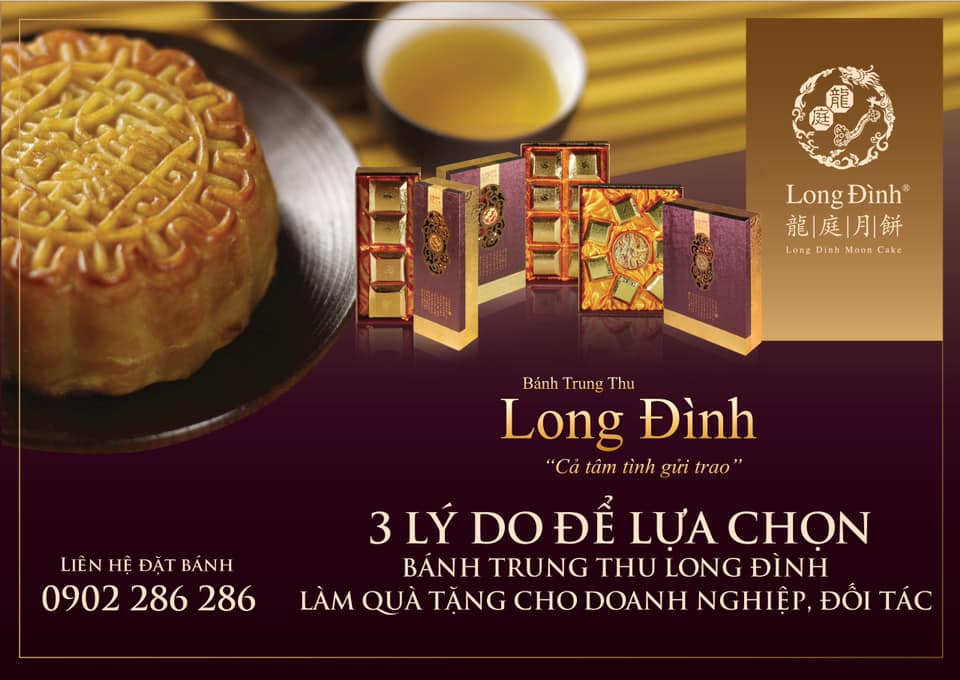 龍
庭
Long Đình®
龍|庭|月|餅
Long Dinh Moon Cake
Bánh Trung Thu
Long Đình
“Cả tâm tình gửi trao”
3 LÝ DO ĐỂ LỰA CHỌN
BÁNH TRUNG THU LONG ĐÌNH
LÀM QUÀ TẶNG CHO DOANH NGHIỆP, ĐỐI TÁC
LIÊN HỆ ĐẶT BÁNH
0902 286 286